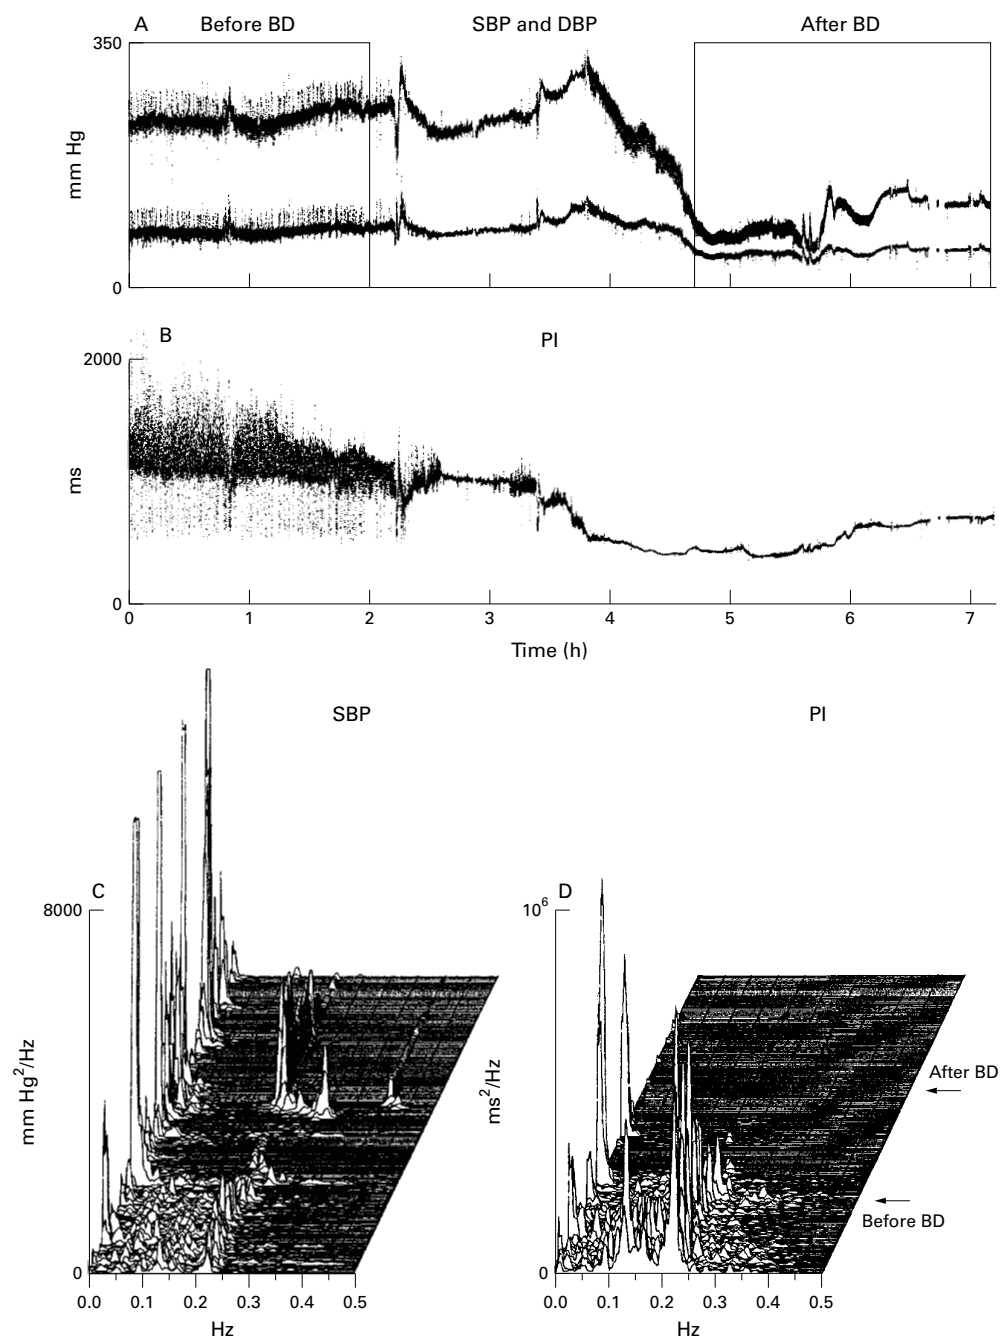 A Before BD SBP and DBP After BD
350
mm Hg
0
B PI
2000
ms
0
0 1 2 3 4 5 6 7
Time (h)
SBP PI
C D
8000 10⁶
mm Hg²/Hz ms²/Hz
After BD
Before BD
0 0
0.0 0.1 0.2 0.3 0.4 0.5 0.0 0.1 0.2 0.3 0.4 0.5
Hz Hz